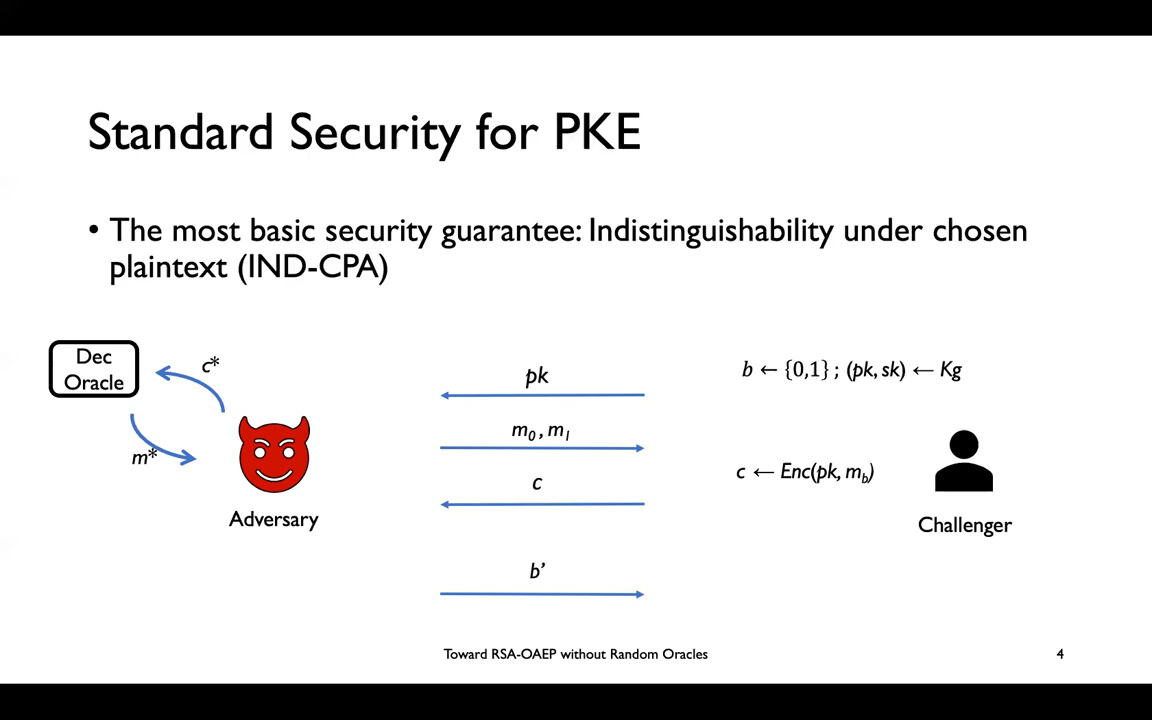 Standard Security for PKE
• The most basic security guarantee: Indistinguishability under chosen
plaintext (IND-CPA)
Dec
Oracle
c*
m*
Adversary
pk
m₀ , m₁
c
b’
b ← {0,1} ; (pk, sk) ← Kg
c ← Enc(pk, m_b)
Challenger
Toward RSA-OAEP without Random Oracles
4